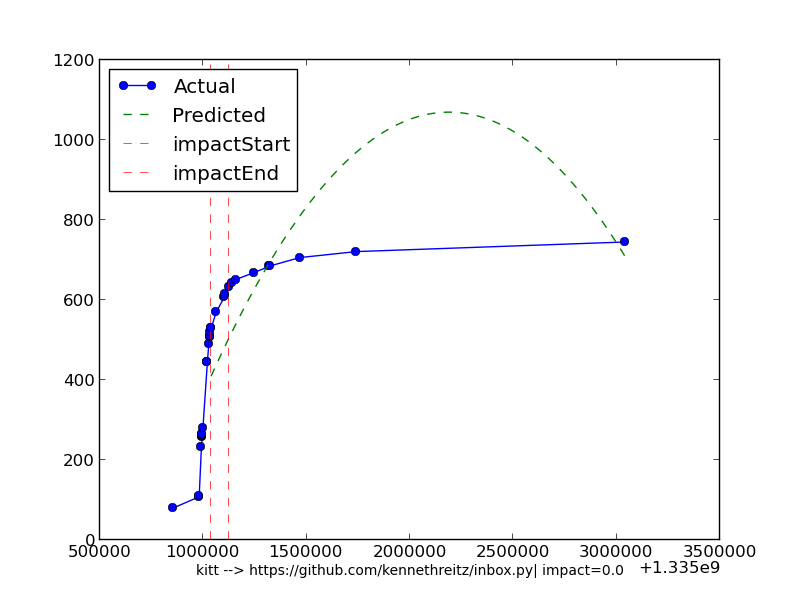 1200
1000
800
600
400
200
0
Actual
Predicted
impactStart
impactEnd
500000 1000000 1500000 2000000 2500000 3000000 3500000
kitt --> https://github.com/kennethreitz/inbox.py| impact=0.0 +1.335e9